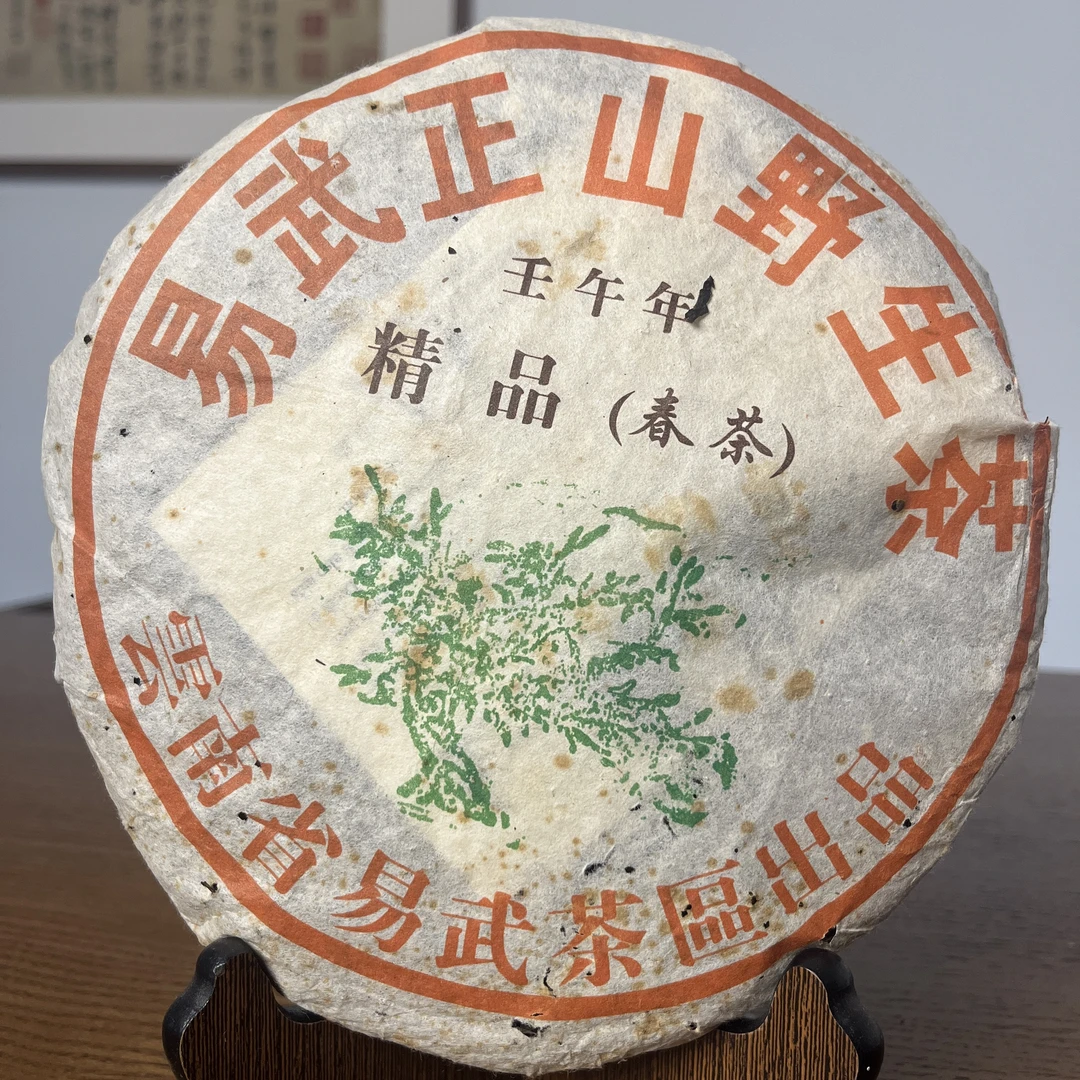 易武正山野生茶
壬午年
精品(春茶)
雲南省易武茶區出品